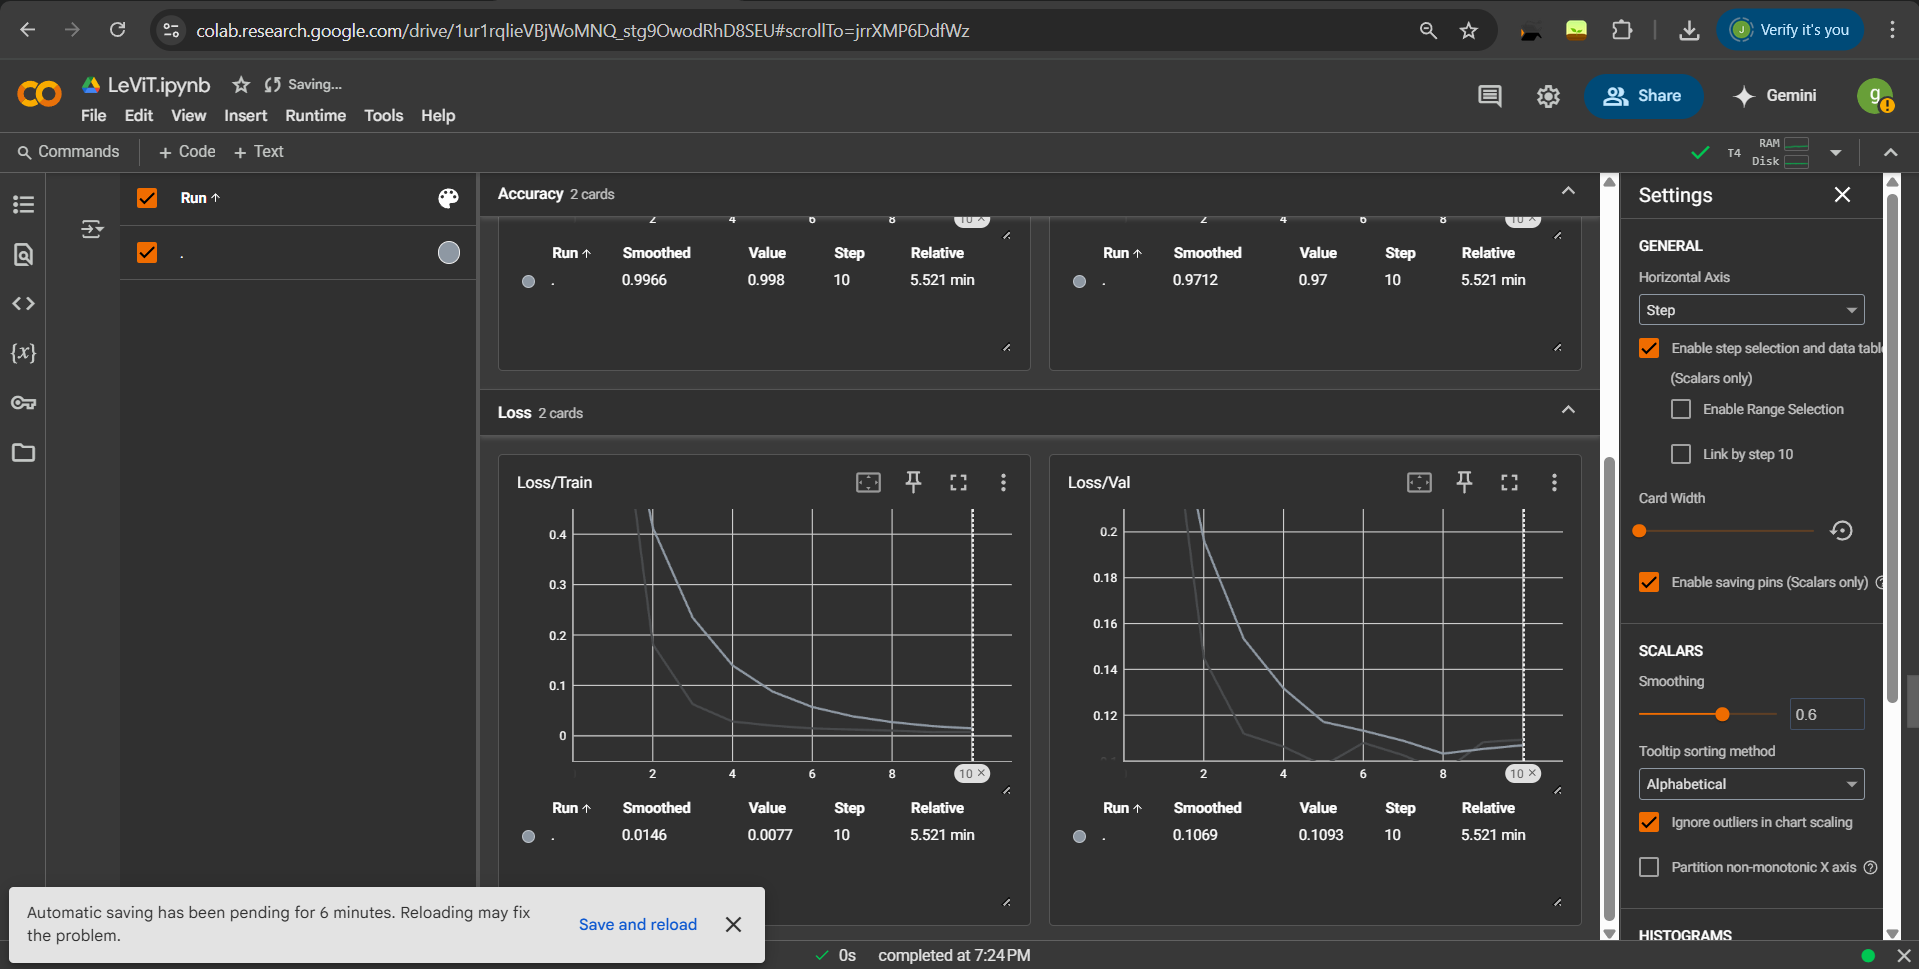 colab.research.google.com/drive/1ur1rqlieVBjWoMNQ_stg9OwodRhD8SEU#scrollTo=jrrXMP6DdfWz
J
Verify it's you
LeViT.ipynb
Saving...
File Edit View Insert Runtime Tools Help
Share
Gemini
g
Commands
+ Code + Text
T4
RAM
Disk
Run ↑
.
Accuracy 2 cards
2 4 6 8 10 ×
Run ↑ Smoothed Value Step Relative
. 0.9966 0.998 10 5.521 min
2 4 6 8 10 ×
Run ↑ Smoothed Value Step Relative
. 0.9712 0.97 10 5.521 min
Loss 2 cards
Loss/Train
0.4
0.3
0.2
0.1
0
2 4 6 8 10 ×
Run ↑ Smoothed Value Step Relative
. 0.0146 0.0077 10 5.521 min
Loss/Val
0.2
0.18
0.16
0.14
0.12
2 4 6 8 10 ×
Run ↑ Smoothed Value Step Relative
. 0.1069 0.1093 10 5.521 min
Settings
GENERAL
Horizontal Axis
Step
Enable step selection and data table
(Scalars only)
Enable Range Selection
Link by step 10
Card Width
Enable saving pins (Scalars only)
SCALARS
Smoothing
0.6
Tooltip sorting method
Alphabetical
Ignore outliers in chart scaling
Partition non-monotonic X axis
HISTOGRAMS
Automatic saving has been pending for 6 minutes. Reloading may fix
the problem.
Save and reload
0s completed at 7:24 PM